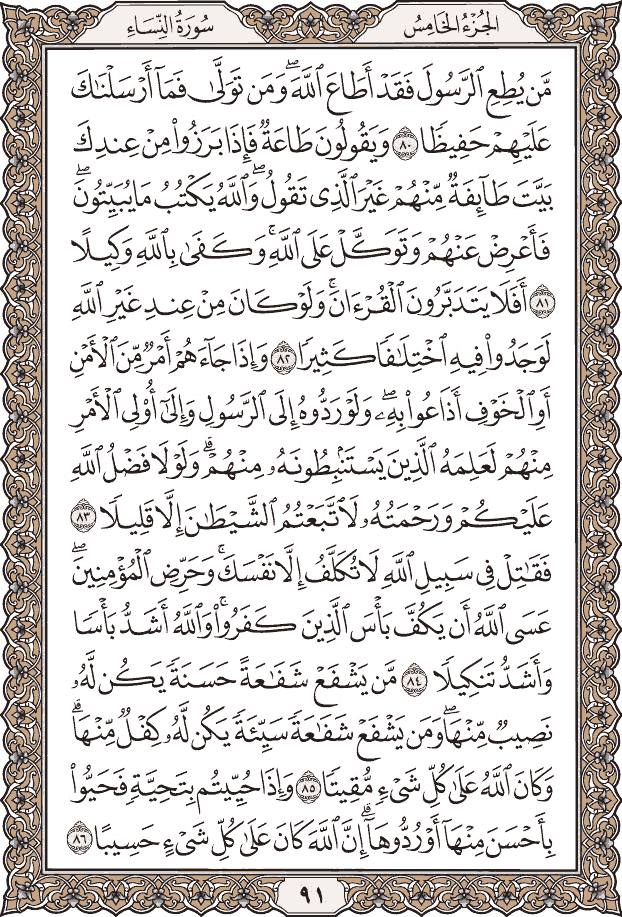 الجُزْءُ الخَامِسُ
سُورَةُ النِّسَاءِ
مَّن يُطِعِ ٱلرَّسُولَ فَقَدْ أَطَاعَ ٱللَّهَۖ وَمَن تَوَلَّىٰ فَمَآ أَرْسَلْنَٰكَ
عَلَيْهِمْ حَفِيظًا ٨٠ وَيَقُولُونَ طَاعَةٌ فَإِذَا بَرَزُوا۟ مِنْ عِندِكَ
بَيَّتَ طَآئِفَةٌ مِّنْهُمْ غَيْرَ ٱلَّذِى تَقُولُۖ وَٱللَّهُ يَكْتُبُ مَا يُبَيِّتُونَۖ
فَأَعْرِضْ عَنْهُمْ وَتَوَكَّلْ عَلَى ٱللَّهِۚ وَكَفَىٰ بِٱللَّهِ وَكِيلًا
٨١ أَفَلَا يَتَدَبَّرُونَ ٱلْقُرْءَانَۚ وَلَوْ كَانَ مِنْ عِندِ غَيْرِ ٱللَّهِ
لَوَجَدُوا۟ فِيهِ ٱخْتِلَٰفًا كَثِيرًا ٨٢ وَإِذَا جَآءَهُمْ أَمْرٌ مِّنَ ٱلْأَمْنِ
أَوِ ٱلْخَوْفِ أَذَاعُوا۟ بِهِۦۖ وَلَوْ رَدُّوهُ إِلَى ٱلرَّسُولِ وَإِلَىٰٓ أُو۟لِى ٱلْأَمْرِ
مِنْهُمْ لَعَلِمَهُ ٱلَّذِينَ يَسْتَنۢبِطُونَهُۥ مِنْهُمْۗ وَلَوْلَا فَضْلُ ٱللَّهِ
عَلَيْكُمْ وَرَحْمَتُهُۥ لَٱتَّبَعْتُمُ ٱلشَّيْطَٰنَ إِلَّا قَلِيلًا ٨٣
فَقَٰتِلْ فِى سَبِيلِ ٱللَّهِ لَا تُكَلَّفُ إِلَّا نَفْسَكَۚ وَحَرِّضِ ٱلْمُؤْمِنِينَۖ
عَسَى ٱللَّهُ أَن يَكُفَّ بَأْسَ ٱلَّذِينَ كَفَرُوا۟ۚ وَٱللَّهُ أَشَدُّ بَأْسًا
وَأَشَدُّ تَنكِيلًا ٨٤ مَّن يَشْفَعْ شَفَٰعَةً حَسَنَةً يَكُن لَّهُۥ
نَصِيبٌ مِّنْهَاۖ وَمَن يَشْفَعْ شَفَٰعَةً سَيِّئَةً يَكُن لَّهُۥ كِفْلٌ مِّنْهَاۗ
وَكَانَ ٱللَّهُ عَلَىٰ كُلِّ شَىْءٍ مُّقِيتًا ٨٥ وَإِذَا حُيِّيتُم بِتَحِيَّةٍ فَحَيُّوا۟
بِأَحْسَنَ مِنْهَآ أَوْ رُدُّوهَآۗ إِنَّ ٱللَّهَ كَانَ عَلَىٰ كُلِّ شَىْءٍ حَسِيبًا ٨٦
٩١